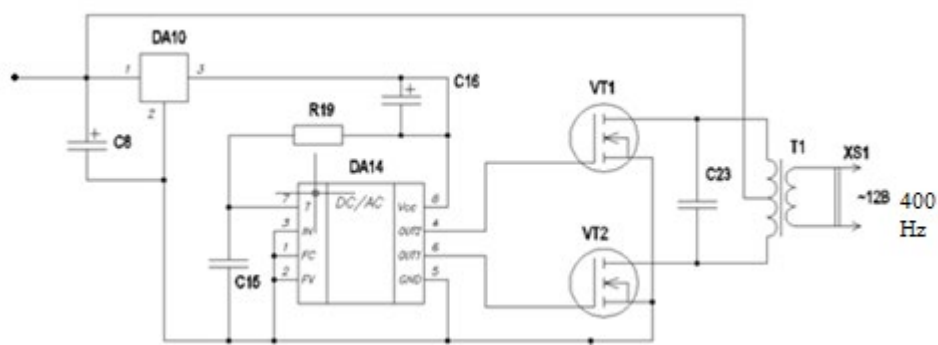 DA10
1
3
2
C8
C16
R19
DA14
DC/AC
7
T
Vcc
8
3
IN
OUT2
4
1
FC
OUT1
6
2
FV
GND
5
C15
VT1
VT2
C23
T1
XS1
~12В
400
Hz